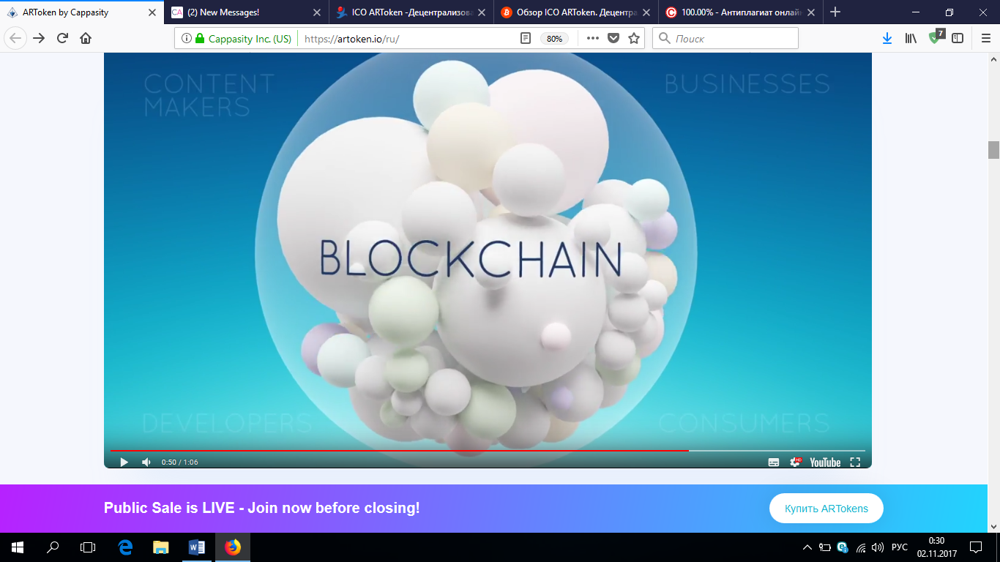 ARToken by Cappasity
(2) New Messages!
ICO ARToken -Децентрализова
Обзор ICO ARToken. Децентра
100.00% - Антиплагиат онлай
Cappasity Inc. (US)
https://artoken.io/ru/
80%
Поиск
7
CONTENT
MAKERS
BUSINESSES
BLOCKCHAIN
DEVELOPERS
CONSUMERS
0:50 / 1:06
HD
YouTube
Public Sale is LIVE - Join now before closing!
Купить ARTokens
РУС
0:30
02.11.2017